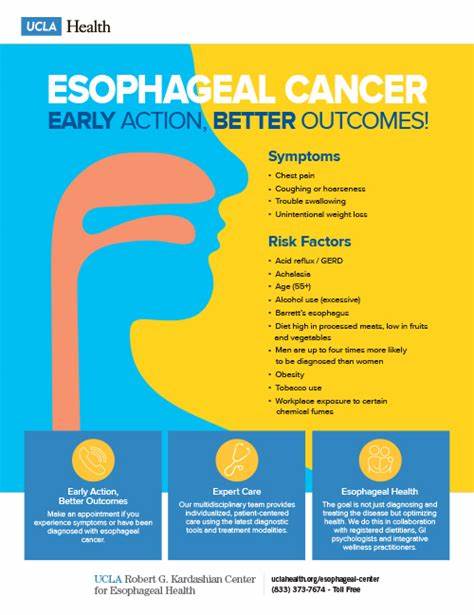 UCLA Health
ESOPHAGEAL CANCER
EARLY ACTION, BETTER OUTCOMES!
Symptoms
• Chest pain
• Coughing or hoarseness
• Trouble swallowing
• Unintentional weight loss
Risk Factors
• Acid reflux / GERD
• Achalasia
• Age (55+)
• Alcohol use (excessive)
• Barrett's esophagus
• Diet high in processed meats, low in fruits
and vegetables
• Men are up to four times more likely
to be diagnosed than women
• Obesity
• Tobacco use
• Workplace exposure to certain
chemical fumes
Early Action,
Better Outcomes
Make an appointment if you
experience symptoms or have been
diagnosed with esophageal
cancer.
Expert Care
Our multidisciplinary team provides
individualized, patient-centered
care using the latest diagnostic
tools and treatment modalities.
Esophageal Health
The goal is not just diagnosing and
treating the disease but optimizing
health. We do this in collaboration
with registered dietitians, GI
psychologists and integrative
wellness practitioners.
UCLA Robert G. Kardashian Center
for Esophageal Health
uclahealth.org/esophageal-center
(833) 373-7674 - Toll Free